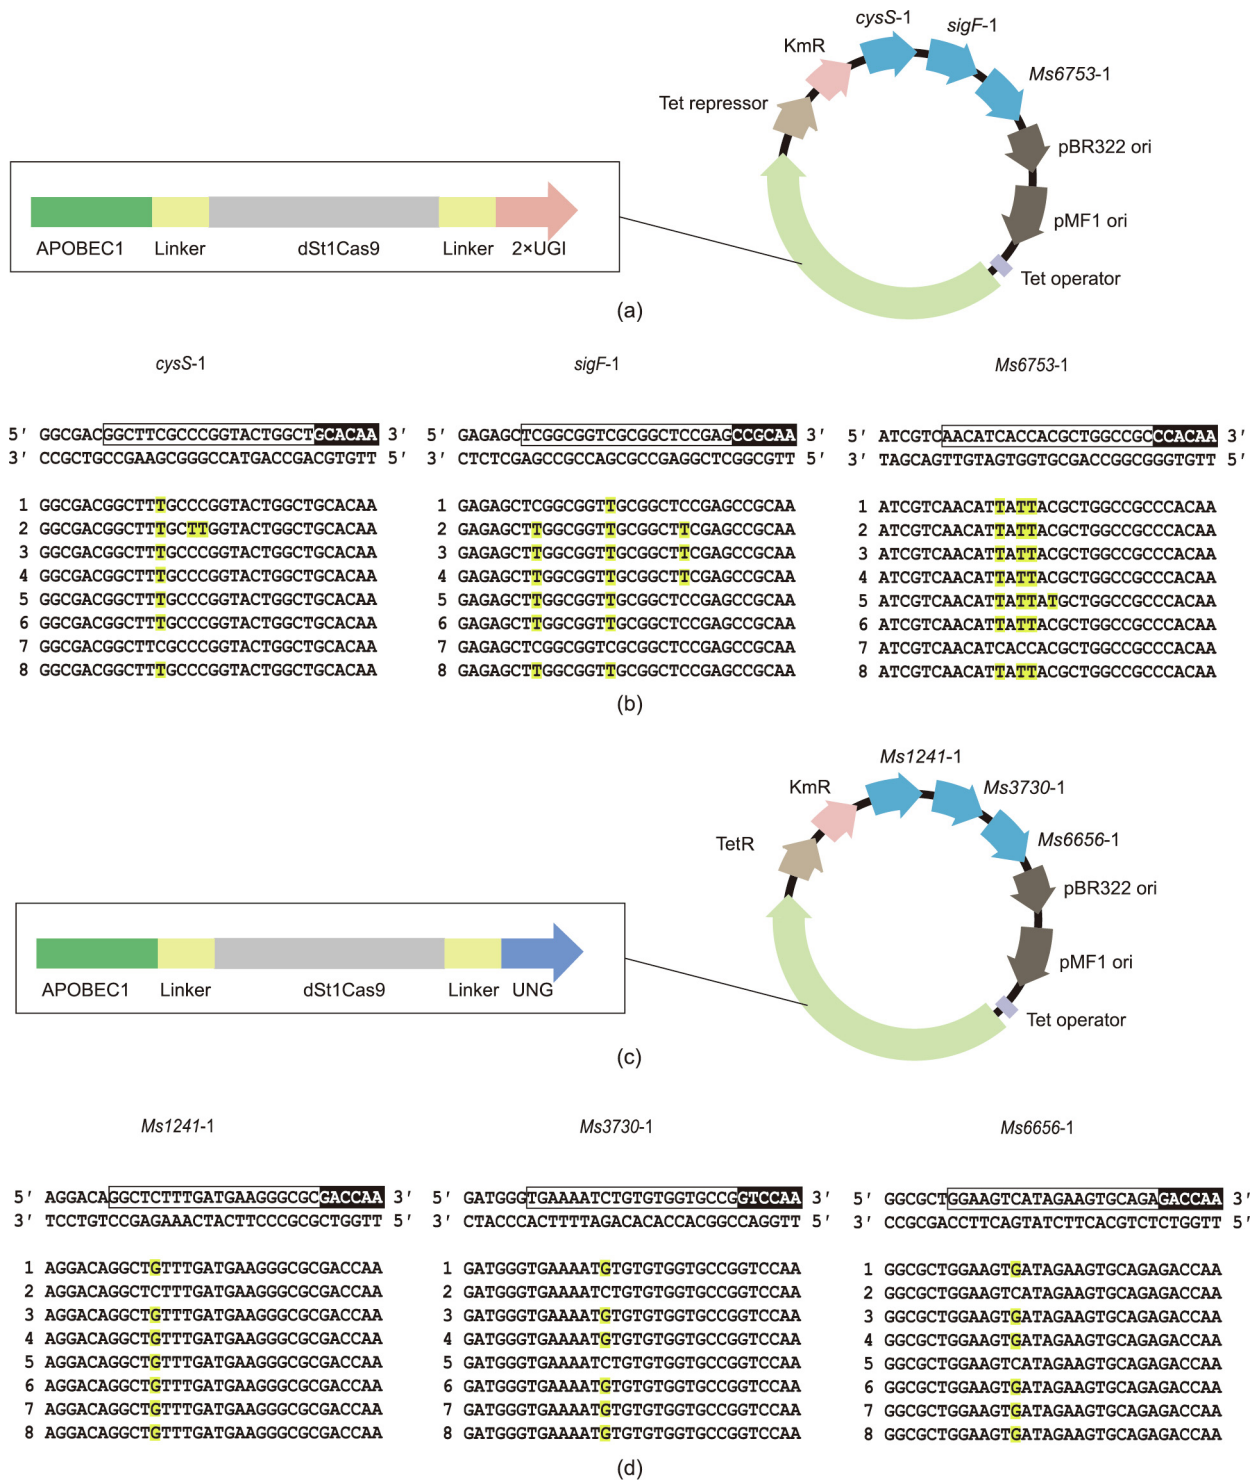 cysS-1
sigF-1
KmR
Ms6753-1
Tet repressor
pBR322 ori
pMF1 ori
Tet operator
APOBEC1 Linker dSt1Cas9 Linker 2×UGI
(a)
cysS-1 sigF-1 Ms6753-1
5′ GGCGACGGCTTCGCCCGGTACTGGCTGCACAA 3′ 5′ GAGAGCTCGGCGGTCGCGGCTCCGAGCCGCAA 3′ 5′ ATCGTCAACATCACCACGCTGGCCGCCCACAA 3′
3′ CCGCTGCCGAAGCGGGCCATGACCGACGTGTT 5′ 3′ CTCTCGAGCCGCCAGCGCCGAGGCTCGGCGTT 5′ 3′ TAGCAGTTGTAGTGGTGCGACCGGCGGGTGTT 5′
1 GGCGACGGCTTTGCCCGGTACTGGCTGCACAA 1 GAGAGCTCGGCGGTTGCGGCTCCGAGCCGCAA 1 ATCGTCAACATTATTACGCTGGCCGCCCACAA
2 GGCGACGGCTTTGCTTGGTACTGGCTGCACAA 2 GAGAGCTTGGCGGTTGCGGCTTCGAGCCGCAA 2 ATCGTCAACATTATTACGCTGGCCGCCCACAA
3 GGCGACGGCTTTGCCCGGTACTGGCTGCACAA 3 GAGAGCTTGGCGGTTGCGGCTTCGAGCCGCAA 3 ATCGTCAACATTATTACGCTGGCCGCCCACAA
4 GGCGACGGCTTTGCCCGGTACTGGCTGCACAA 4 GAGAGCTTGGCGGTTGCGGCTTCGAGCCGCAA 4 ATCGTCAACATTATTACGCTGGCCGCCCACAA
5 GGCGACGGCTTTGCCCGGTACTGGCTGCACAA 5 GAGAGCTTGGCGGTTGCGGCTCCGAGCCGCAA 5 ATCGTCAACATTATTATGCTGGCCGCCCACAA
6 GGCGACGGCTTTGCCCGGTACTGGCTGCACAA 6 GAGAGCTTGGCGGTTGCGGCTCCGAGCCGCAA 6 ATCGTCAACATTATTACGCTGGCCGCCCACAA
7 GGCGACGGCTTCGCCCGGTACTGGCTGCACAA 7 GAGAGCTCGGCGGTCGCGGCTCCGAGCCGCAA 7 ATCGTCAACATCACCACGCTGGCCGCCCACAA
8 GGCGACGGCTTTGCCCGGTACTGGCTGCACAA 8 GAGAGCTTGGCGGTTGCGGCTCCGAGCCGCAA 8 ATCGTCAACATTATTACGCTGGCCGCCCACAA
(b)
Ms1241-1
KmR
Ms3730-1
TetR
Ms6656-1
pBR322 ori
pMF1 ori
Tet operator
APOBEC1 Linker dSt1Cas9 Linker UNG
(c)
Ms1241-1 Ms3730-1 Ms6656-1
5′ AGGACAGGCTCTTTGATGAAGGGCGCGACCAA 3′ 5′ GATGGGTGAAAATCTGTGTGGTGCCGGTCCAA 3′ 5′ GGCGCTGGAAGTCATAGAAGTGCAGAGACCAA 3′
3′ TCCTGTCCGAGAAACTACTTCCCGCGCTGGTT 5′ 3′ CTACCCACTTTTAGACACACCACGGCCAGGTT 5′ 3′ CCGCGACCTTCAGTATCTTCACGTCTCTGGTT 5′
1 AGGACAGGCTGTTTGATGAAGGGCGCGACCAA 1 GATGGGTGAAAATGTGTGTGGTGCCGGTCCAA 1 GGCGCTGGAAGTGATAGAAGTGCAGAGACCAA
2 AGGACAGGCTCTTTGATGAAGGGCGCGACCAA 2 GATGGGTGAAAATCTGTGTGGTGCCGGTCCAA 2 GGCGCTGGAAGTCATAGAAGTGCAGAGACCAA
3 AGGACAGGCTGTTTGATGAAGGGCGCGACCAA 3 GATGGGTGAAAATGTGTGTGGTGCCGGTCCAA 3 GGCGCTGGAAGTGATAGAAGTGCAGAGACCAA
4 AGGACAGGCTGTTTGATGAAGGGCGCGACCAA 4 GATGGGTGAAAATGTGTGTGGTGCCGGTCCAA 4 GGCGCTGGAAGTGATAGAAGTGCAGAGACCAA
5 AGGACAGGCTGTTTGATGAAGGGCGCGACCAA 5 GATGGGTGAAAATCTGTGTGGTGCCGGTCCAA 5 GGCGCTGGAAGTCATAGAAGTGCAGAGACCAA
6 AGGACAGGCTGTTTGATGAAGGGCGCGACCAA 6 GATGGGTGAAAATGTGTGTGGTGCCGGTCCAA 6 GGCGCTGGAAGTGATAGAAGTGCAGAGACCAA
7 AGGACAGGCTGTTTGATGAAGGGCGCGACCAA 7 GATGGGTGAAAATGTGTGTGGTGCCGGTCCAA 7 GGCGCTGGAAGTGATAGAAGTGCAGAGACCAA
8 AGGACAGGCTGTTTGATGAAGGGCGCGACCAA 8 GATGGGTGAAAATGTGTGTGGTGCCGGTCCAA 8 GGCGCTGGAAGTGATAGAAGTGCAGAGACCAA
(d)